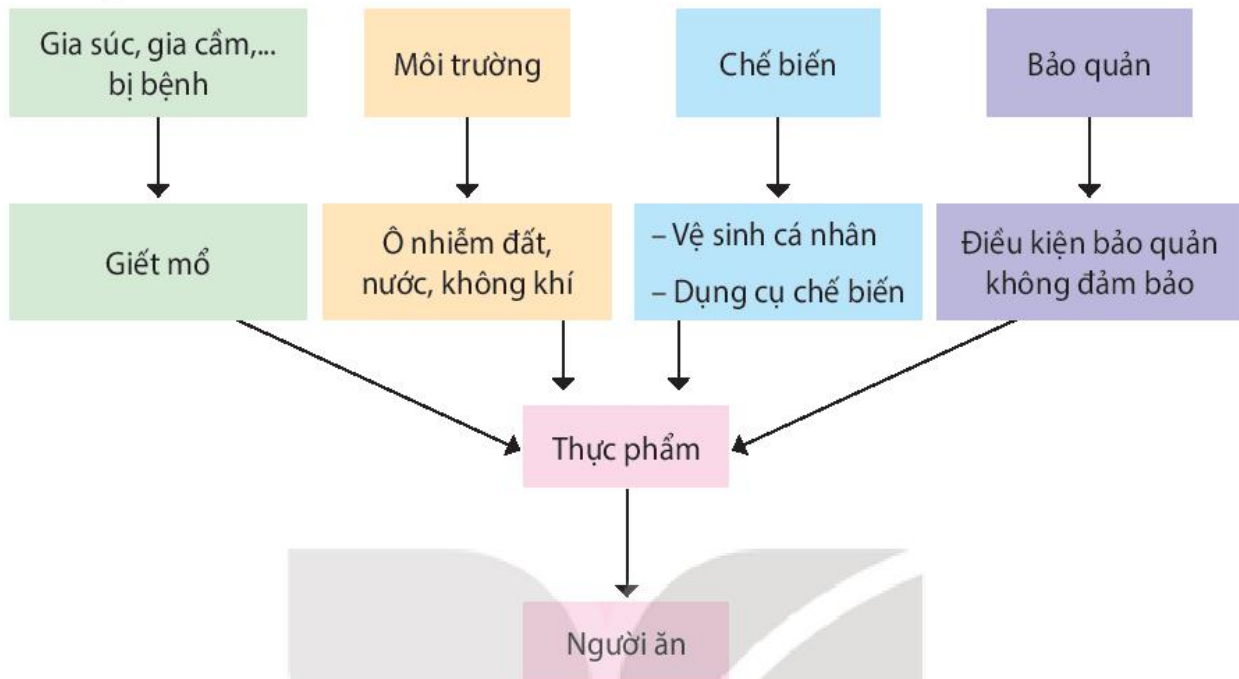 Gia súc, gia cầm,...
bị bệnh
Môi trường
Chế biến
Bảo quản
Giết mổ
Ô nhiễm đất,
nước, không khí
– Vệ sinh cá nhân
– Dụng cụ chế biến
Điều kiện bảo quản
không đảm bảo
Thực phẩm
Người ăn